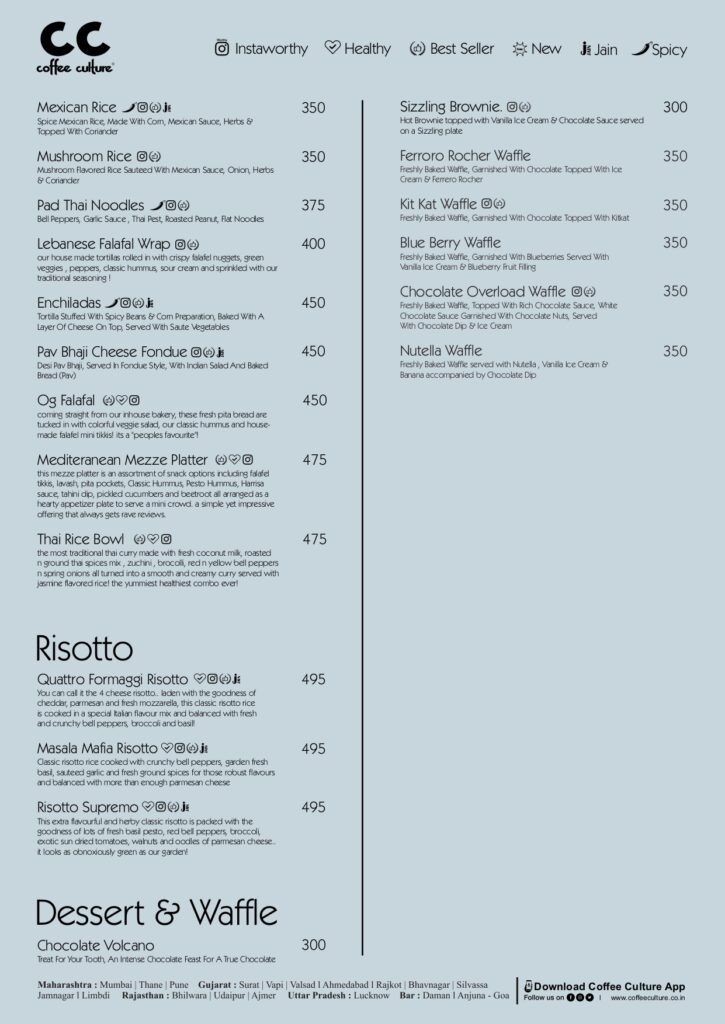 CC
coffee culture®
Instaworthy Healthy Best Seller New Jain Spicy
Mexican Rice 350
Spice Mexican Rice, Made With Corn, Mexican Sauce, Herbs &
Topped With Coriander
Mushroom Rice 350
Mushroom Flavored Rice Sauteed With Mexican Sauce, Onion, Herbs
& Coriander
Pad Thai Noodles 375
Bell Peppers, Garlic Sauce , Thai Pest, Roasted Peanut, Flat Noodles
Lebanese Falafal Wrap 400
our house made tortillas rolled in with crispy falafel nuggets, green
veggies , peppers, classic hummus, sour cream and sprinkled with our
traditional seasoning !
Enchiladas 450
Tortilla Stuffed With Spicy Beans & Corn Preparation, Baked With A
Layer Of Cheese On Top, Served With Saute Vegetables
Pav Bhaji Cheese Fondue 450
Desi Pav Bhaji, Served In Fondue Style, With Indian Salad And Baked
Bread (Pav)
Og Falafal 450
coming straight from our inhouse bakery, these fresh pita bread are
tucked in with colorful veggie salad, our classic hummus and house-
made falafel mini tikkis! its a "peoples favourite"!
Mediteranean Mezze Platter 475
this mezze platter is an assortment of snack options including falafel
tikkis, lavash, pita pockets, Classic Hummus, Pesto Hummus, Harrisa
sauce, tahini dip, pickled cucumbers and beetroot all arranged as a
hearty appetizer plate to serve a mini crowd. a simple yet impressive
offering that always gets rave reviews.
Thai Rice Bowl 475
the most traditional thai curry made with fresh coconut milk, roasted
n ground thai spices mix , zuchini , brocolli, red n yellow bell peppers
n spring onions all turned into a smooth and creamy curry served with
jasmine flavored rice! the yummiest healthiest combo ever!
Risotto
Quattro Formaggi Risotto 495
You can call it the 4 cheese risotto.. laden with the goodness of
cheddar, parmesan and fresh mozzarella, this classic risotto rice
is cooked in a special Italian flavour mix and balanced with fresh
and crunchy bell peppers, broccoli and basil!
Masala Mafia Risotto 495
Classic risotto rice cooked with crunchy bell peppers, garden fresh
basil, sauteed garlic and fresh ground spices for those robust flavours
and balanced with more than enough parmesan cheese
Risotto Supremo 495
This extra flavourful and herby classic risotto is packed with the
goodness of lots of fresh basil pesto, red bell peppers, broccoli,
exotic sun dried tomatoes, walnuts and oodles of parmesan cheese..
it looks as obnoxiously green as our garden!
Dessert & Waffle
Chocolate Volcano 300
Treat For Your Tooth, An Intense Chocolate Feast For A True Chocolate
Sizzling Brownie. 300
Hot Brownie topped with Vanilla Ice Cream & Chocolate Sauce served
on a Sizzling plate
Ferroro Rocher Waffle 350
Freshly Baked Waffle, Garnished With Chocolate Topped With Ice
Cream & Ferrero Rocher
Kit Kat Waffle 350
Freshly Baked Waffle, Garnished With Chocolate Topped With Kitkat
Blue Berry Waffle 350
Freshly Baked Waffle, Garnished With Blueberries Served With
Vanilla Ice Cream & Blueberry Fruit Filling
Chocolate Overload Waffle 350
Freshly Baked Waffle, Topped With Rich Chocolate Sauce, White
Chocolate Sauce Garnished With Chocolate Nuts, Served
With Chocolate Dip & Ice Cream
Nutella Waffle 350
Freshly Baked Waffle served with Nutella , Vanilla Ice Cream &
Banana accompanied by Chocolate Dip
Maharashtra : Mumbai | Thane | Pune Gujarat : Surat | Vapi | Valsad l Ahmedabad l Rajkot | Bhavnagar | Silvassa
Jamnagar l Limbdi Rajasthan : Bhilwara | Udaipur | Ajmer Uttar Pradesh : Lucknow Bar : Daman l Anjuna - Goa
Download Coffee Culture App
Follow us on | www.coffeeculture.co.in